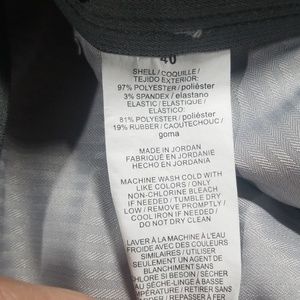 40
SHELL / COQUILLE /
TEJIDO EXTERIOR:
97% POLYESTER / poliéster
3% SPANDEX / elastano
ELASTIC / ÉLASTIQUE /
ELÁSTICO:
81% POLYESTER / poliéster
19% RUBBER / CAOUTCHOUC /
goma
MADE IN JORDAN
FABRIQUÉ EN JORDANIE
HECHO EN JORDANIA
MACHINE WASH COLD WITH
LIKE COLORS / ONLY
NON-CHLORINE BLEACH
IF NEEDED / TUMBLE DRY
LOW / REMOVE PROMPTLY /
COOL IRON IF NEEDED /
DO NOT DRY CLEAN
LAVER À LA MACHINE À L'EAU
FROIDE AVEC DES COULEURS
SIMILAIRES / UTILISER
SEULEMENT UN AGENT DE
BLANCHIMENT SANS
CHLORE SI BESOIN / SÉCHER
AU SÈCHE-LINGE À BASSE
TEMPÉRATURE / RETIRER SANS